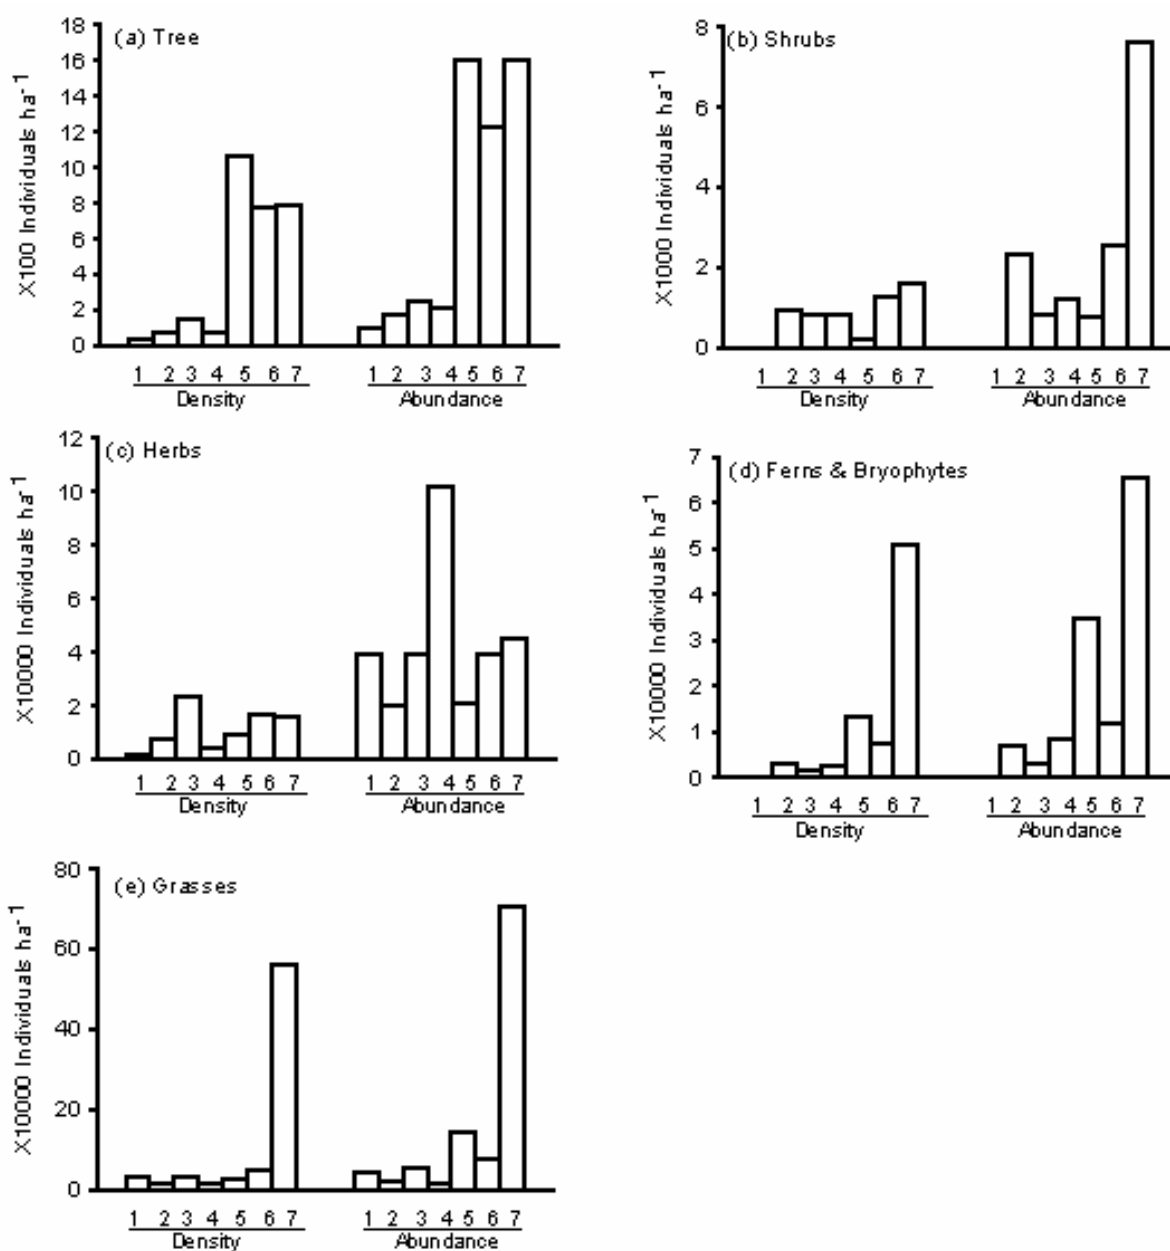 (a) Tree
X100 Individuals ha-1
18
16
14
12
10
8
6
4
2
0
1 2 3 4 5 6 7
Density
1 2 3 4 5 6 7
Abundance
(b) Shrubs
X1000 Individuals ha-1
8
6
4
2
0
1 2 3 4 5 6 7
Density
1 2 3 4 5 6 7
Abundance
(c) Herbs
X10000 Individuals ha-1
12
10
8
6
4
2
0
1 2 3 4 5 6 7
Density
1 2 3 4 5 6 7
Abundance
(d) Ferns & Bryophytes
X10000 Individuals ha-1
7
6
5
4
3
2
1
0
1 2 3 4 5 6 7
Density
1 2 3 4 5 6 7
Abundance
(e) Grasses
X10000 Individuals ha-1
80
60
40
20
0
1 2 3 4 5 6 7
Density
1 2 3 4 5 6 7
Abundance